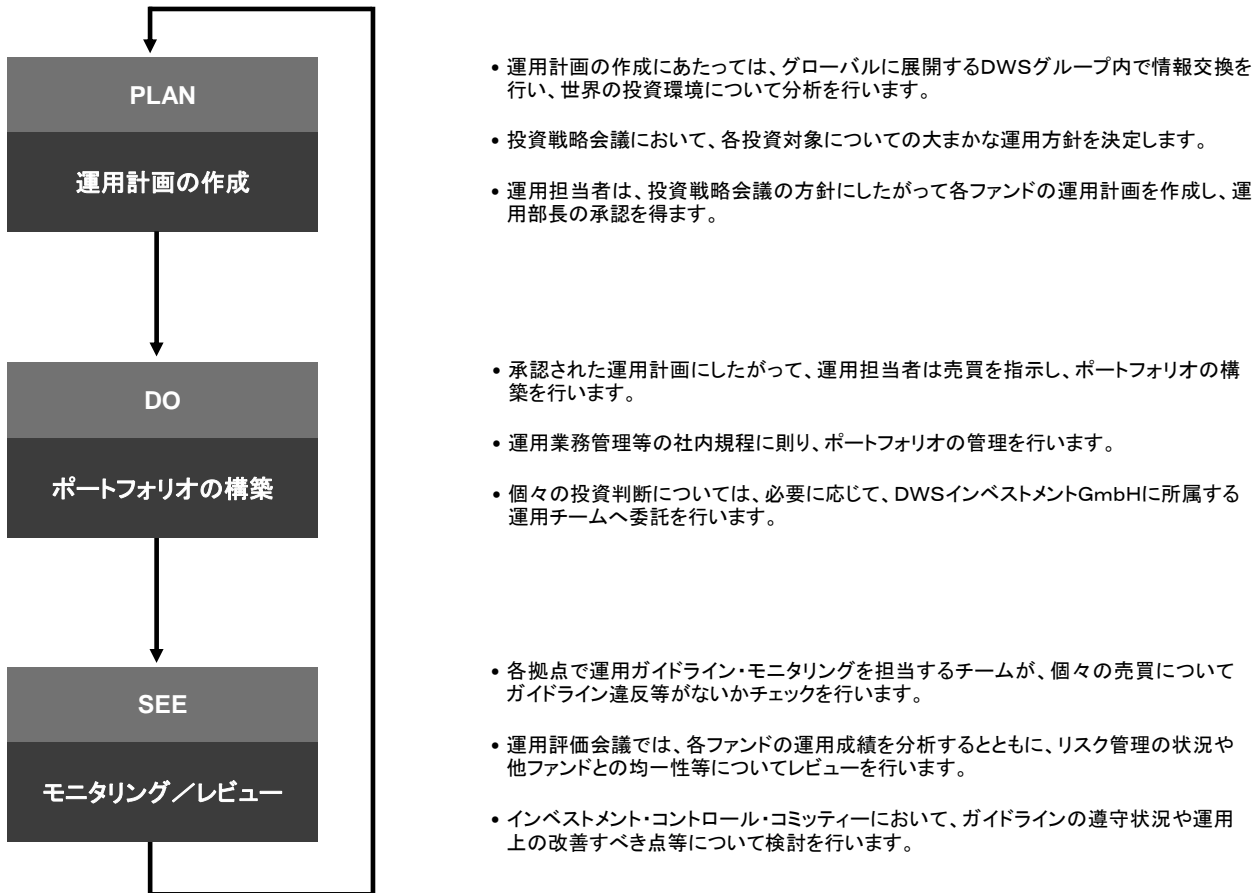 PLAN
運用計画の作成
• 運用計画の作成にあたっては、グローバルに展開するDWSグループ内で情報交換を
行い、世界の投資環境について分析を行います。
• 投資戦略会議において、各投資対象についての大まかな運用方針を決定します。
• 運用担当者は、投資戦略会議の方針にしたがって各ファンドの運用計画を作成し、運
用部長の承認を得ます。
DO
ポートフォリオの構築
• 承認された運用計画にしたがって、運用担当者は売買を指示し、ポートフォリオの構
築を行います。
• 運用業務管理等の社内規程に則り、ポートフォリオの管理を行います。
• 個々の投資判断については、必要に応じて、DWSインベストメントGmbHに所属する
運用チームへ委託を行います。
SEE
モニタリング／レビュー
• 各拠点で運用ガイドライン・モニタリングを担当するチームが、個々の売買について
ガイドライン違反等がないかチェックを行います。
• 運用評価会議では、各ファンドの運用成績を分析するとともに、リスク管理の状況や
他ファンドとの均一性等についてレビューを行います。
• インベストメント・コントロール・コミッティーにおいて、ガイドラインの遵守状況や運用
上の改善すべき点等について検討を行います。